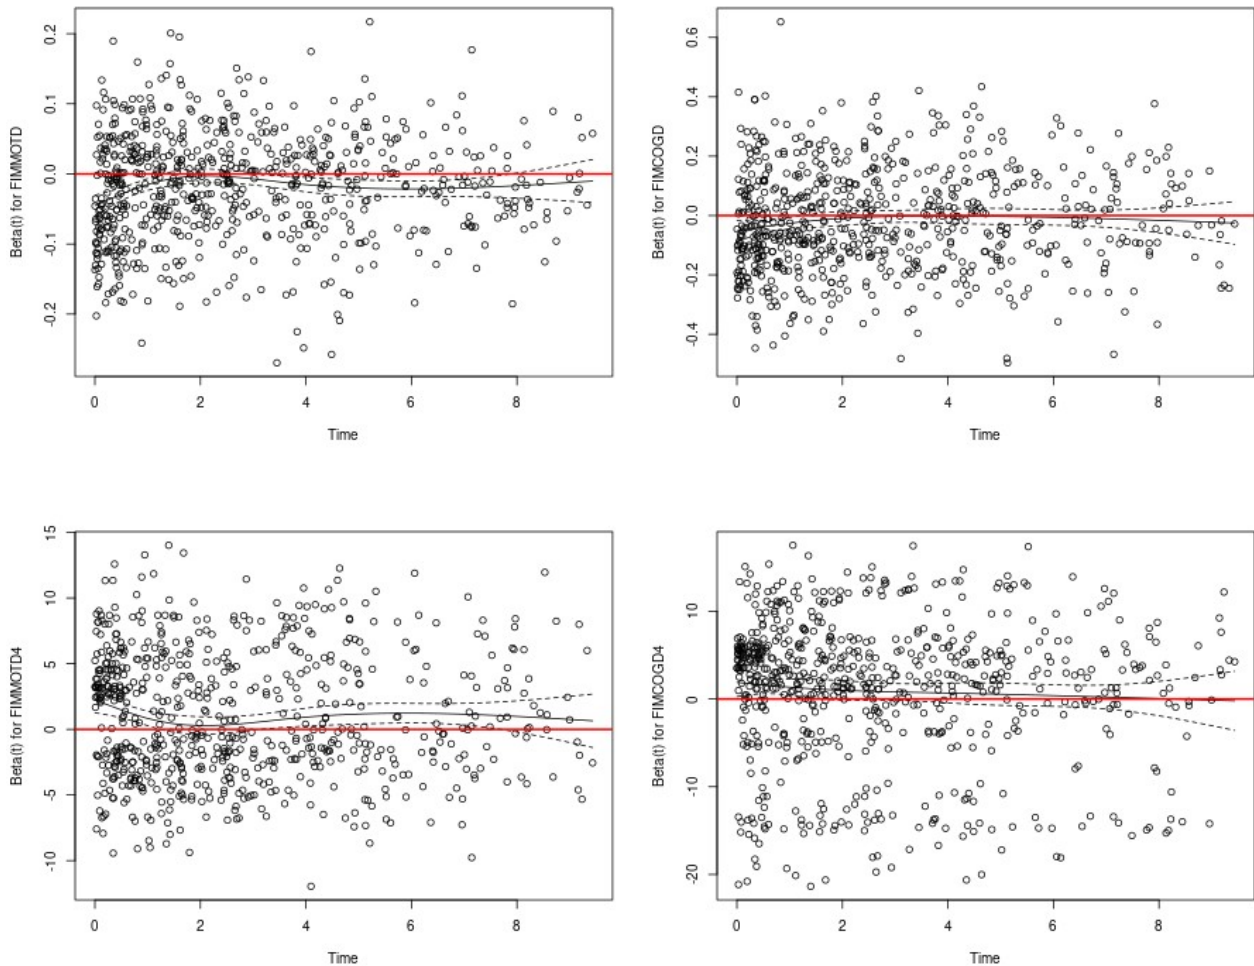 Beta(t) for FIMMOTD
0.2
0.1
0.0
-0.1
-0.2
0 2 4 6 8
Time
Beta(t) for FIMCOGD
0.6
0.4
0.2
0.0
-0.2
-0.4
0 2 4 6 8
Time
Beta(t) for FIMMOTD4
15
10
5
0
-5
-10
0 2 4 6 8
Time
Beta(t) for FIMCOGD4
10
0
-10
-20
0 2 4 6 8
Time